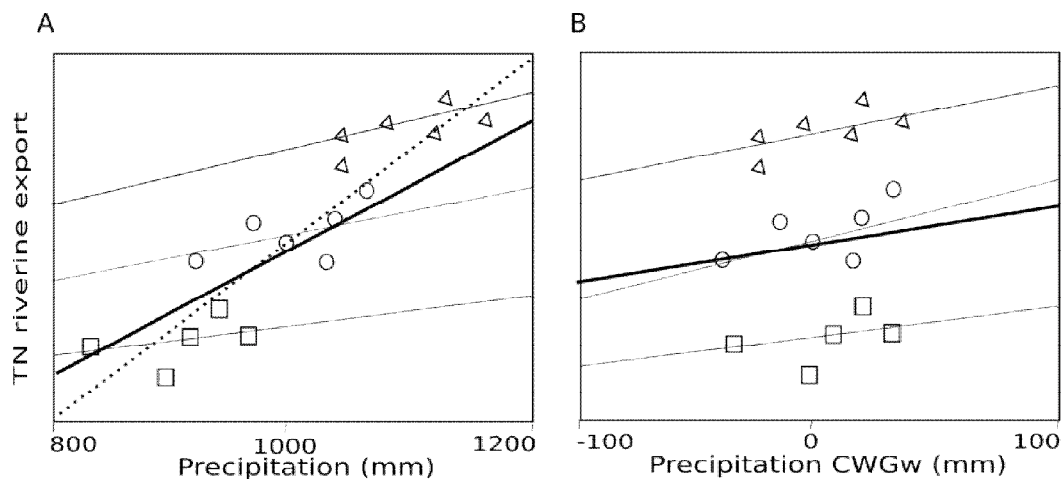 A
B
TN riverine export
800
1000
1200
Precipitation (mm)
-100
0
100
Precipitation CWGw (mm)